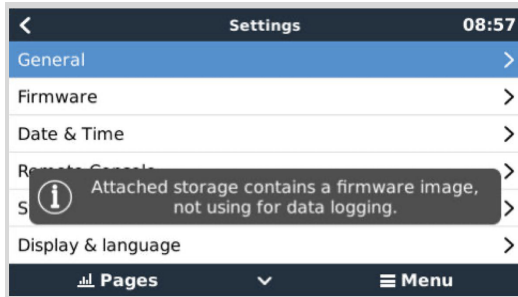 Settings 08:57
General
Firmware
Date & Time
Attached storage contains a firmware image,
not using for data logging.
Display & language
Pages Menu